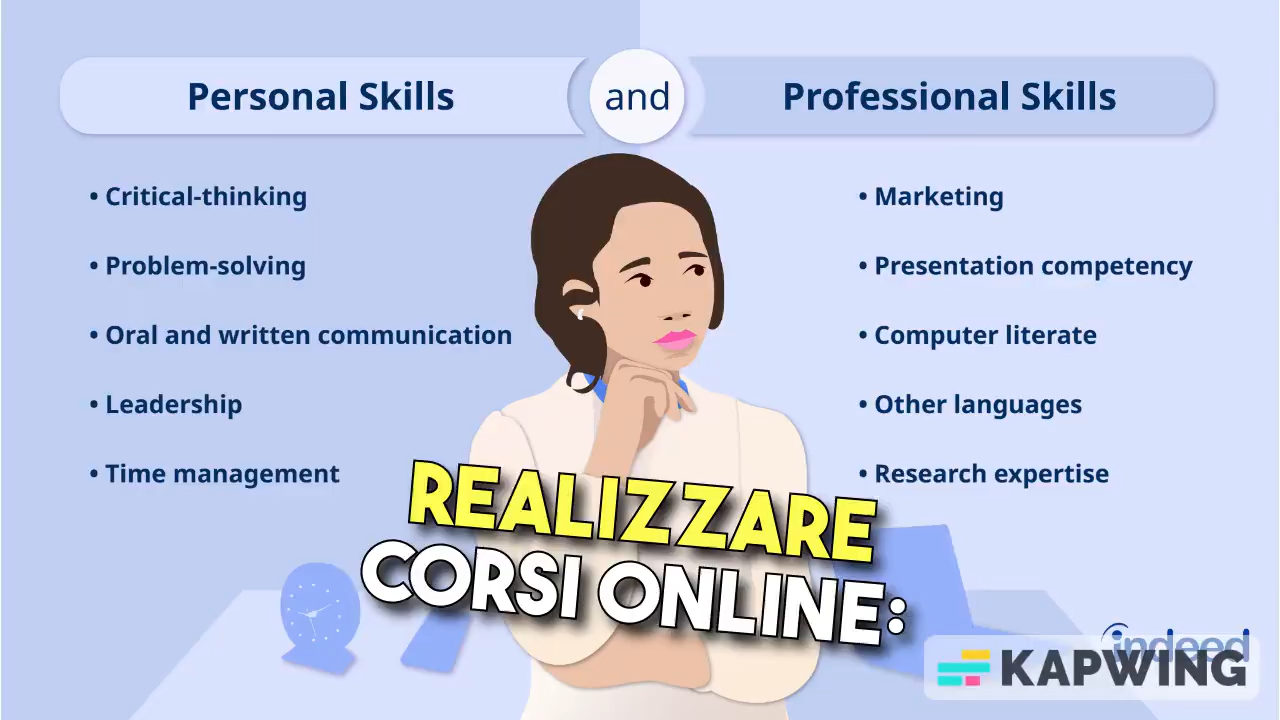 Personal Skills and Professional Skills
• Critical-thinking
• Problem-solving
• Oral and written communication
• Leadership
• Time management
• Marketing
• Presentation competency
• Computer literate
• Other languages
• Research expertise
REALIZZARE
CORSI ONLINE:
indeed
KAPWING